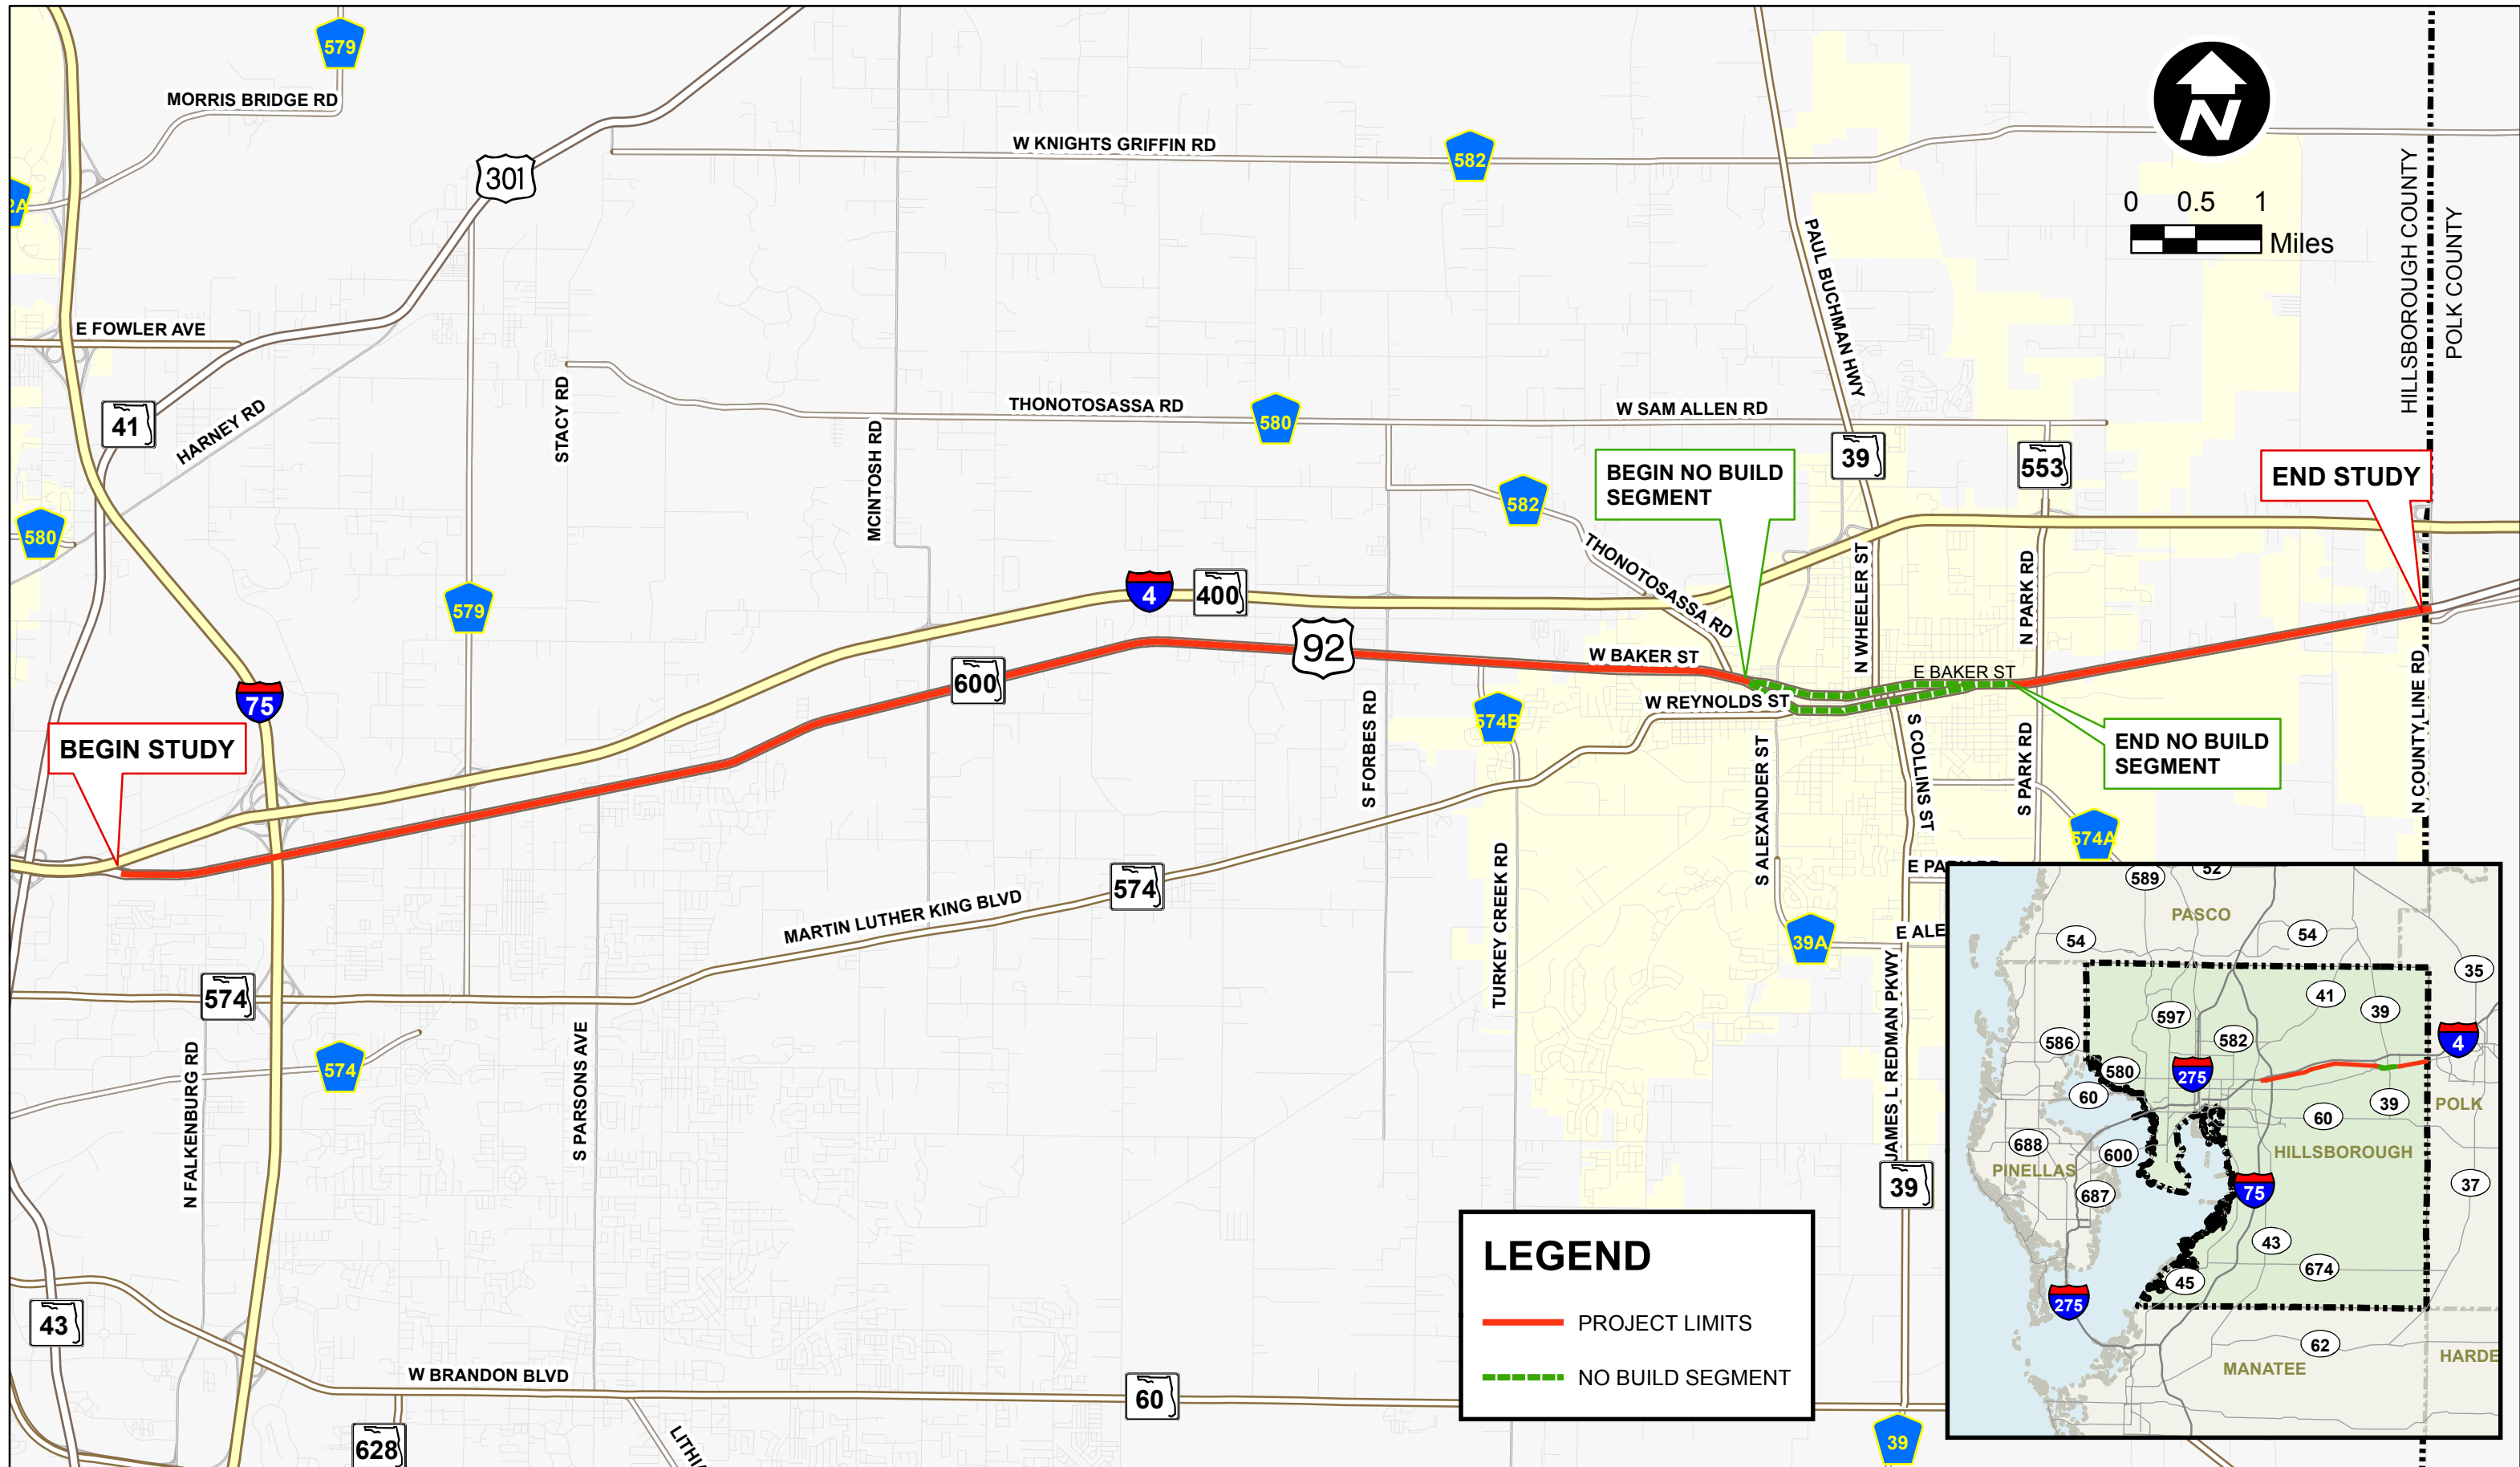 579
MORRIS BRIDGE RD
301
W KNIGHTS GRIFFIN RD
582
2A
0 0.5 1
Miles
HILLSBOROUGH COUNTY
POLK COUNTY
PAUL BUCHMAN HWY
E FOWLER AVE
41
HARNEY RD
STACY RD
MCINTOSH RD
THONOTOSASSA RD
580
W SAM ALLEN RD
39
553
BEGIN NO BUILD
SEGMENT
END STUDY
580
582
THONOTOSASSA RD
579
4
400
92
W BAKER ST
N WHEELER ST
N PARK RD
E BAKER ST
600
W REYNOLDS ST
574B
75
BEGIN STUDY
S FORBES RD
S ALEXANDER ST
S COLLINS ST
S PARK RD
END NO BUILD
SEGMENT
N COUNTY LINE RD
574A
574
MARTIN LUTHER KING BLVD
TURKEY CREEK RD
E PARK RD
39A
E ALE
574
574
N FALKENBURG RD
S PARSONS AVE
JAMES L REDMAN PKWY
39
43
W BRANDON BLVD
60
628
LITHI
39
N
LEGEND
PROJECT LIMITS
NO BUILD SEGMENT
589
52
PASCO
54
54
35
41
39
597
586
582
4
580
275
60
39
POLK
60
688
600
HILLSBOROUGH
PINELLAS
687
75
37
43
674
45
275
62
MANATEE
HARDE